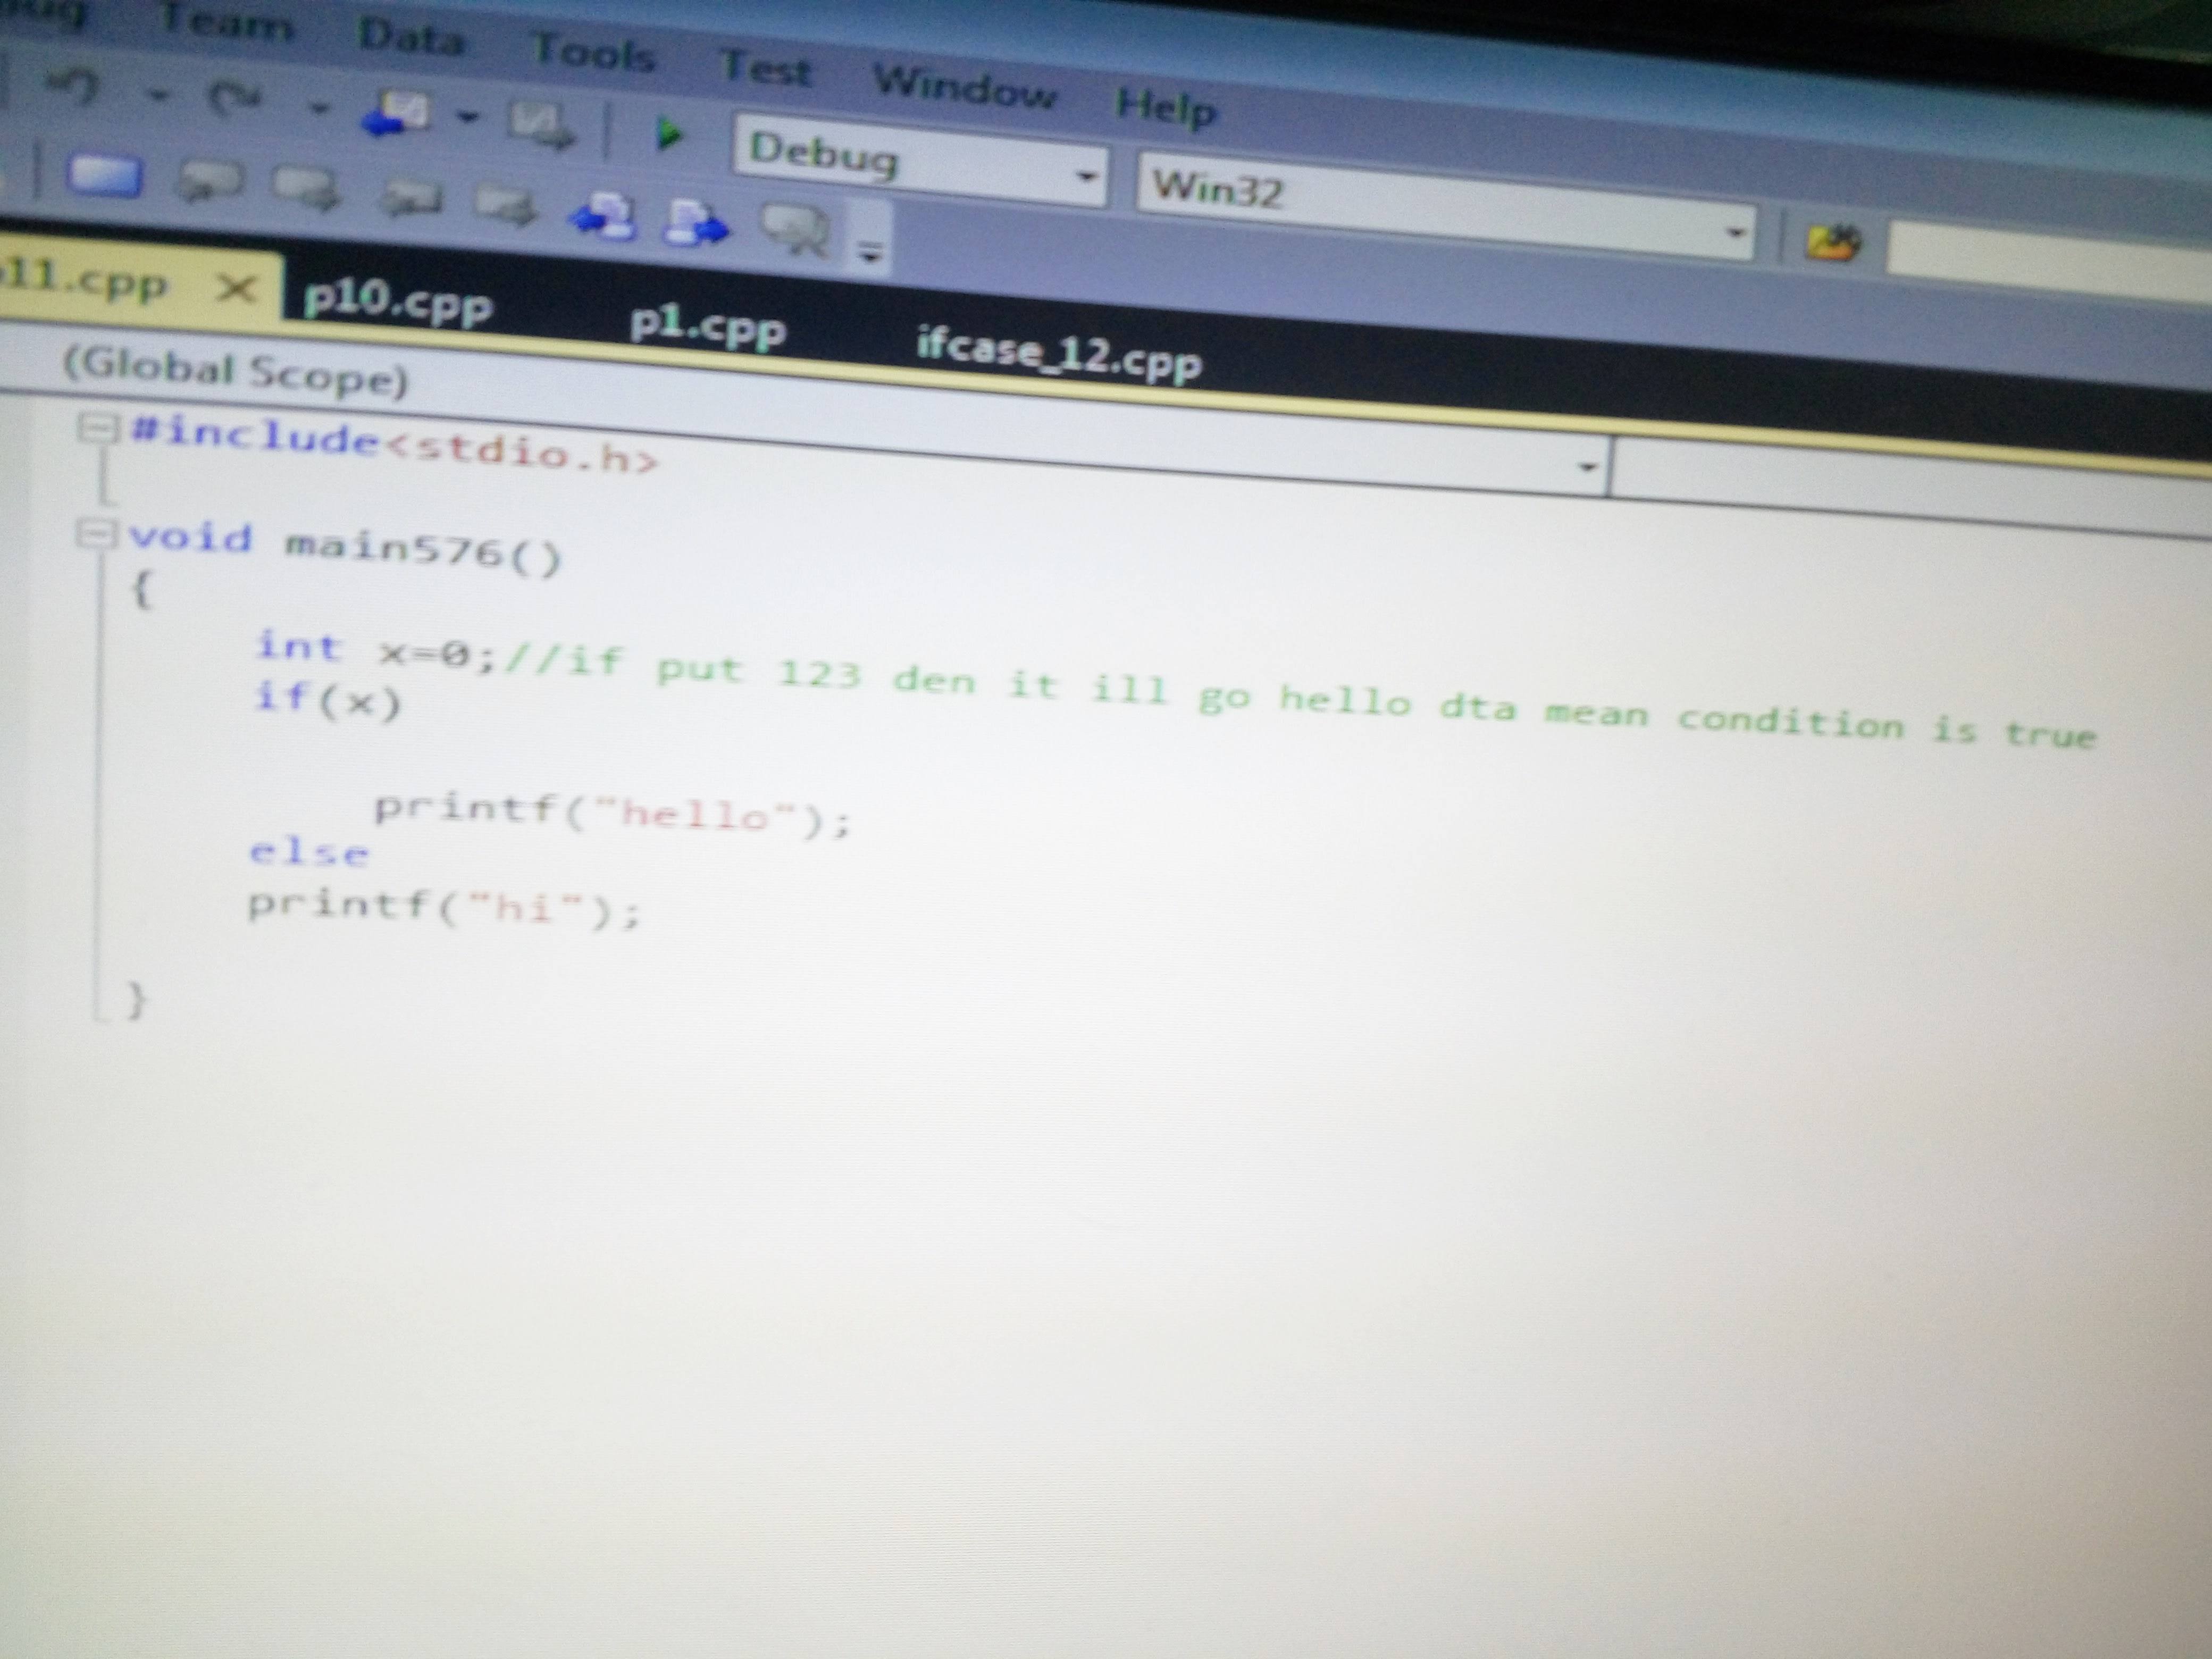 Team Data Tools Test Window Help
Debug Win32
11.cpp p10.cpp p1.cpp ifcase_12.cpp
(Global Scope)
#include<stdio.h>
void main576()
{
int x=0;//if put 123 den it ill go hello dta mean condition is true
if(x)
printf("hello");
else
printf("hi");
}